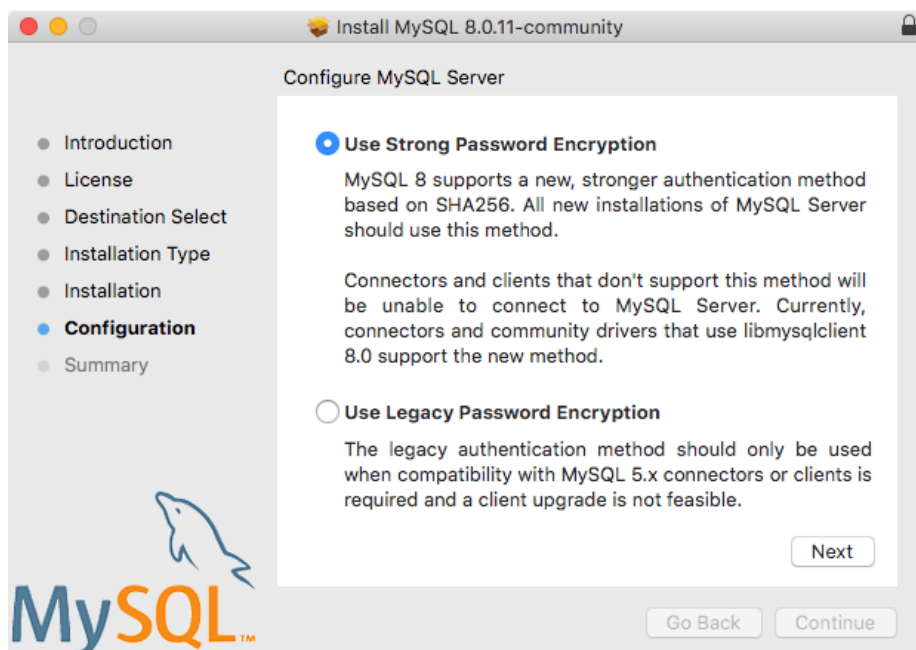 Install MySQL 8.0.11-community
Configure MySQL Server
Introduction
License
Destination Select
Installation Type
Installation
Configuration
Summary
Use Strong Password Encryption
MySQL 8 supports a new, stronger authentication method
based on SHA256. All new installations of MySQL Server
should use this method.
Connectors and clients that don't support this method will
be unable to connect to MySQL Server. Currently,
connectors and community drivers that use libmysqlclient
8.0 support the new method.
Use Legacy Password Encryption
The legacy authentication method should only be used
when compatibility with MySQL 5.x connectors or clients is
required and a client upgrade is not feasible.
Next
MySQL™
Go Back
Continue